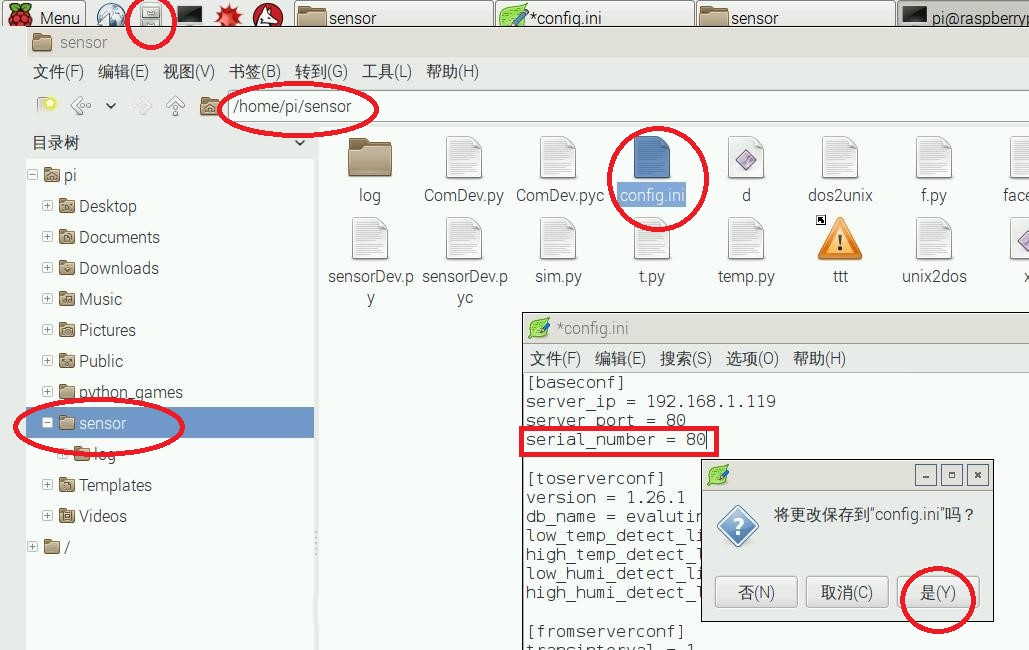 Menu
sensor
*config.ini
sensor
pi@raspberryp
sensor
文件(F) 编辑(E) 视图(V) 书签(B) 转到(G) 工具(L) 帮助(H)
/home/pi/sensor
目录树
pi
Desktop
Documents
Downloads
Music
Pictures
Public
python_games
sensor
log
Templates
Videos
/
log ComDev.py ComDev.pyc config.ini d dos2unix f.py face
sensorDev.p sensorDev.p sim.py t.py temp.py ttt unix2dos x
y yc
*config.ini
文件(F) 编辑(E) 搜索(S) 选项(O) 帮助(H)
[baseconf]
server_ip = 192.168.1.119
server_port = 80
serial_number = 80
[toserverconf]
version = 1.26.1
db_name = evalutin
low_temp_detect_li
high_temp_detect_l
low_humi_detect_li
high_humi_detect_l
[fromserverconf]
transinterval = 1
将更改保存到“config.ini”吗？
否(N) 取消(C) 是(Y)